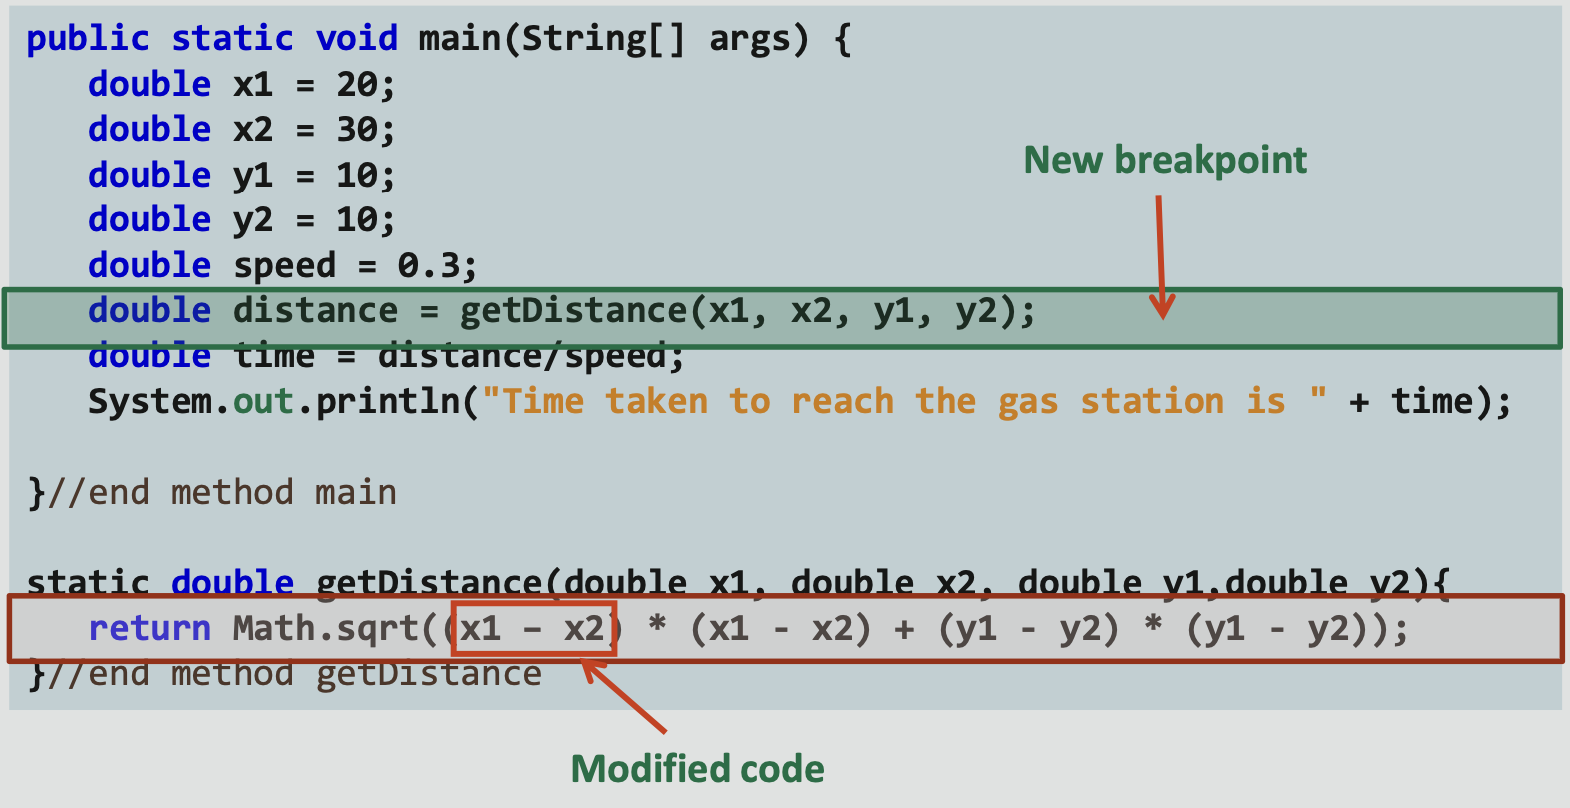 public static void main(String[] args) {
double x1 = 20;
double x2 = 30;
double y1 = 10;
double y2 = 10;
double speed = 0.3;
double distance = getDistance(x1, x2, y1, y2);
double time = distance/speed;
System.out.println("Time taken to reach the gas station is " + time);
}//end method main
static double getDistance(double x1, double x2, double y1,double y2){
return Math.sqrt((x1 – x2) * (x1 - x2) + (y1 - y2) * (y1 - y2));
}//end method getDistance
New breakpoint
Modified code